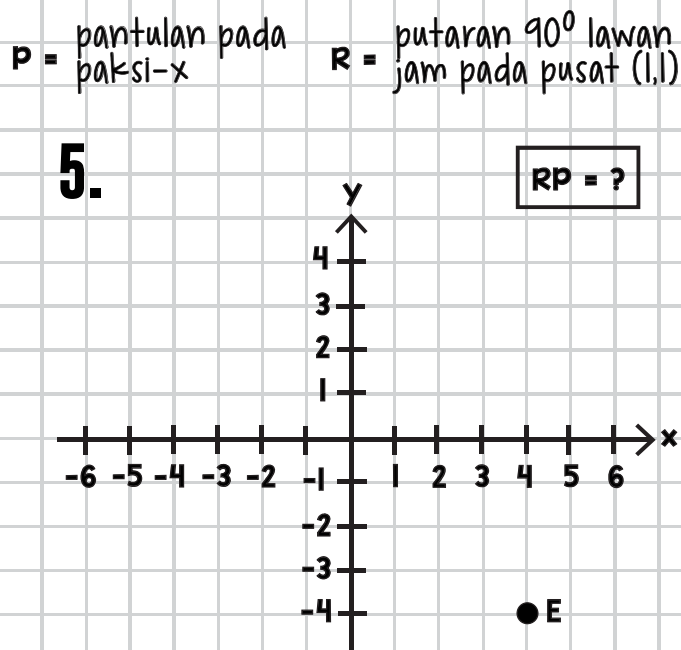 P = pantulan pada paksi-x
R = putaran 90° lawan jam pada pusat (1,1)
5.
RP = ?
y
4
3
2
1
x
-6 -5 -4 -3 -2 -1 1 2 3 4 5 6
-2
-3
-4
E